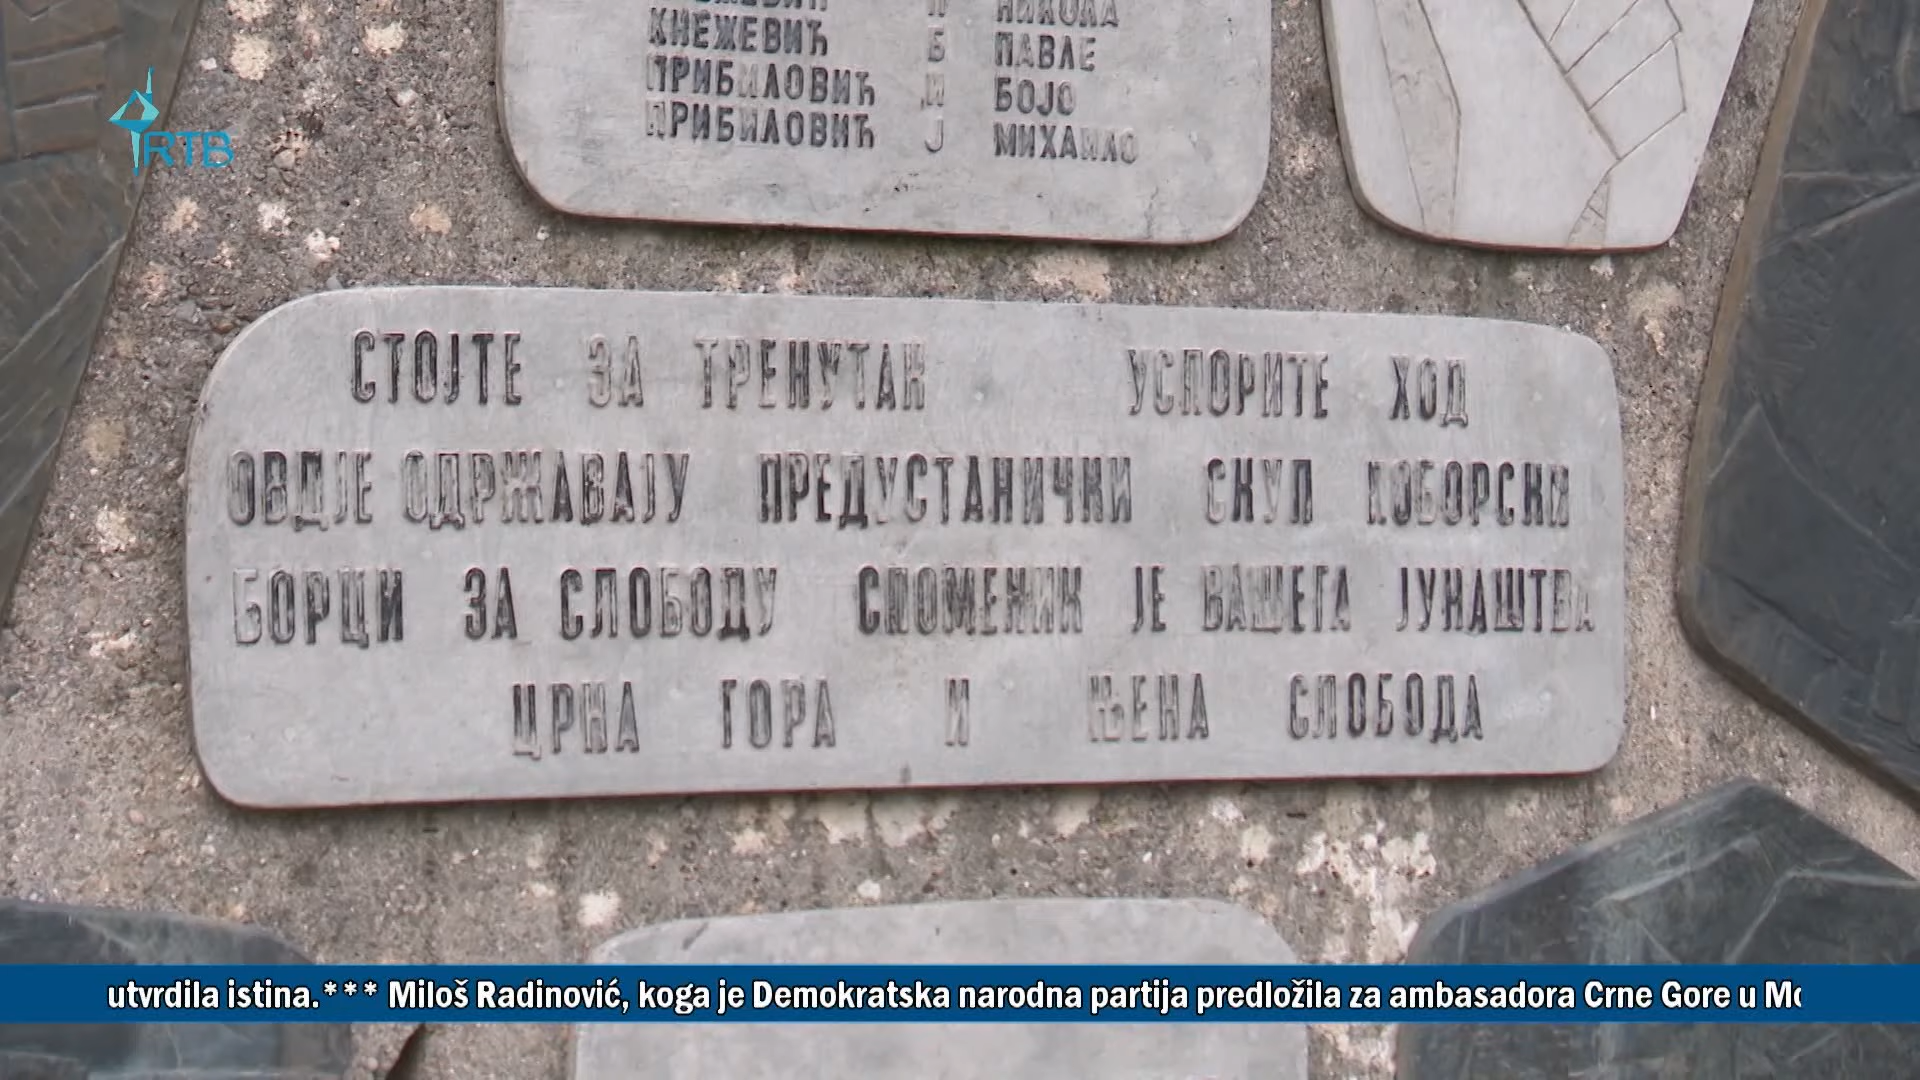 НИКОЛА
КНЕЖЕВИЋ Б ПАВЛЕ
ПРИБИЛОВИЋ И БОЈО
ПРИБИЛОВИЋ Ј МИХАИЛО
RTB
СТОЈТЕ ЗА ТРЕНУТАК УСПОРИТЕ ХОД
ОВДЈЕ ОДРЖАВАЈУ ПРЕДУСТАНИЧКИ СКУП КОБОРСКИ
БОРЦИ ЗА СЛОБОДУ СПОМЕНИК ЈЕ ВАШЕГА ЈУНАШТВА
ЦРНА ГОРА И ЊЕНА СЛОБОДА
utvrdila istina.*** Miloš Radinović, koga je Demokratska narodna partija predložila za ambasadora Crne Gore u